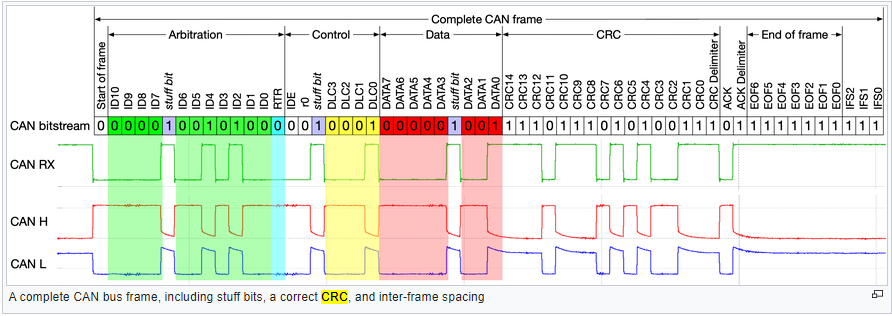 Complete CAN frame
Arbitration Control Data CRC End of frame
Start of frame ID10 ID9 ID8 ID7 stuff bit ID6 ID5 ID4 ID3 ID2 ID1 ID0 RTR IDE r0 stuff bit DLC3 DLC2 DLC1 DLC0 DATA7 DATA6 DATA5 DATA4 DATA3 stuff bit DATA2 DATA1 DATA0 CRC14 CRC13 CRC12 CRC11 CRC10 CRC9 CRC8 CRC7 CRC6 CRC5 CRC4 CRC3 CRC2 CRC1 CRC0 CRC Delimiter ACK ACK Delimiter EOF6 EOF5 EOF4 EOF3 EOF2 EOF1 EOF0 IFS2 IFS1 IFS0
CAN bitstream 0 0 0 0 0 1 0 0 1 0 1 0 0 0 0 0 1 0 0 0 1 0 0 0 0 0 1 0 0 1 1 1 1 0 1 1 1 0 1 0 1 0 0 1 1 1 0 1 1 1 1 1 1 1 1 1 1 1
CAN RX
CAN H
CAN L
A complete CAN bus frame, including stuff bits, a correct CRC, and inter-frame spacing